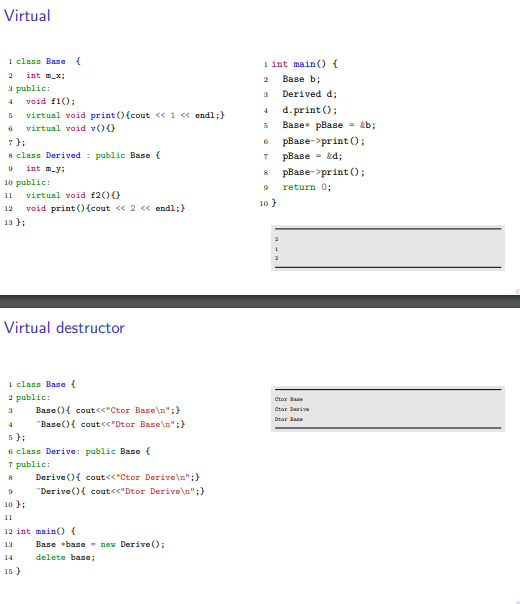 Virtual
1 class Base {
2 int m_x;
3 public:
4 void f1();
5 virtual void print(){cout << 1 << endl;}
6 virtual void v(){}
7 };
8 class Derived : public Base {
9 int m_y;
10 public:
11 virtual void f2(){}
12 void print(){cout << 2 << endl;}
13 };
1 int main() {
2 Base b;
3 Derived d;
4 d.print();
5 Base* pBase = &b;
6 pBase->print();
7 pBase = &d;
8 pBase->print();
9 return 0;
10 }
2
1
2
Virtual destructor
1 class Base {
2 public:
3 Base(){ cout<<"Ctor Base\n";}
4 ~Base(){ cout<<"Dtor Base\n";}
5 };
6 class Derive: public Base {
7 public:
8 Derive(){ cout<<"Ctor Derive\n";}
9 ~Derive(){ cout<<"Dtor Derive\n";}
10 };
11
12 int main() {
13 Base *base = new Derive();
14 delete base;
15 }
Ctor Base
Ctor Derive
Dtor Base